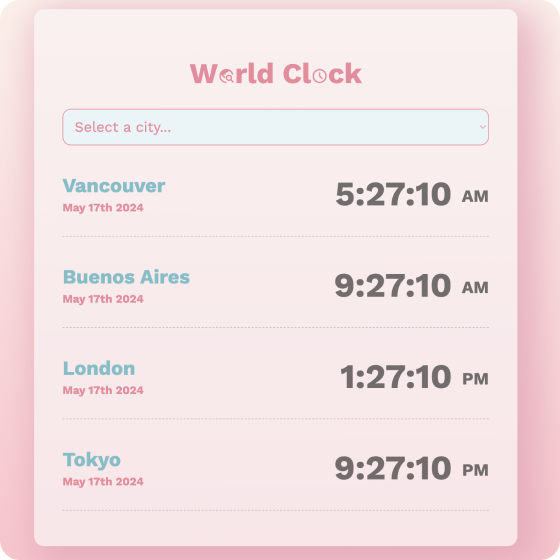 World Clock
Select a city...
Vancouver
May 17th 2024
5:27:10 AM
Buenos Aires
May 17th 2024
9:27:10 AM
London
May 17th 2024
1:27:10 PM
Tokyo
May 17th 2024
9:27:10 PM